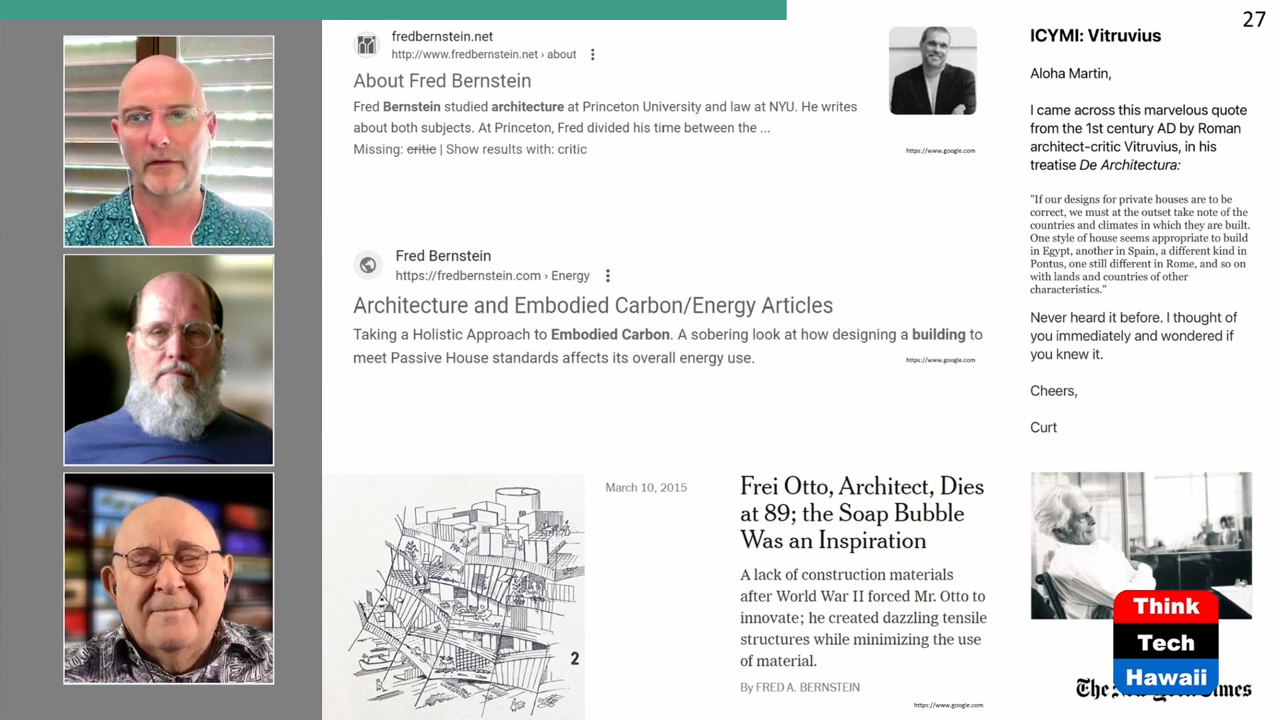 27
fredbernstein.net
http://www.fredbernstein.net › about
About Fred Bernstein
Fred Bernstein studied architecture at Princeton University and law at NYU. He writes
about both subjects. At Princeton, Fred divided his time between the ...
Missing: critic | Show results with: critic
https://www.google.com
Fred Bernstein
https://fredbernstein.com › Energy
Architecture and Embodied Carbon/Energy Articles
Taking a Holistic Approach to Embodied Carbon. A sobering look at how designing a building to
meet Passive House standards affects its overall energy use.
https://www.google.com
2
March 10, 2015
Frei Otto, Architect, Dies
at 89; the Soap Bubble
Was an Inspiration
A lack of construction materials
after World War II forced Mr. Otto to
innovate; he created dazzling tensile
structures while minimizing the use
of material.
By FRED A. BERNSTEIN
https://www.google.com
ICYMI: Vitruvius
Aloha Martin,
I came across this marvelous quote
from the 1st century AD by Roman
architect-critic Vitruvius, in his
treatise De Architectura:
"If our designs for private houses are to be
correct, we must at the outset take note of the
countries and climates in which they are built.
One style of house seems appropriate to build
in Egypt, another in Spain, a different kind in
Pontus, one still different in Rome, and so on
with lands and countries of other
characteristics."
Never heard it before. I thought of
you immediately and wondered if
you knew it.
Cheers,
Curt
Think
Tech
Hawaii
The Times